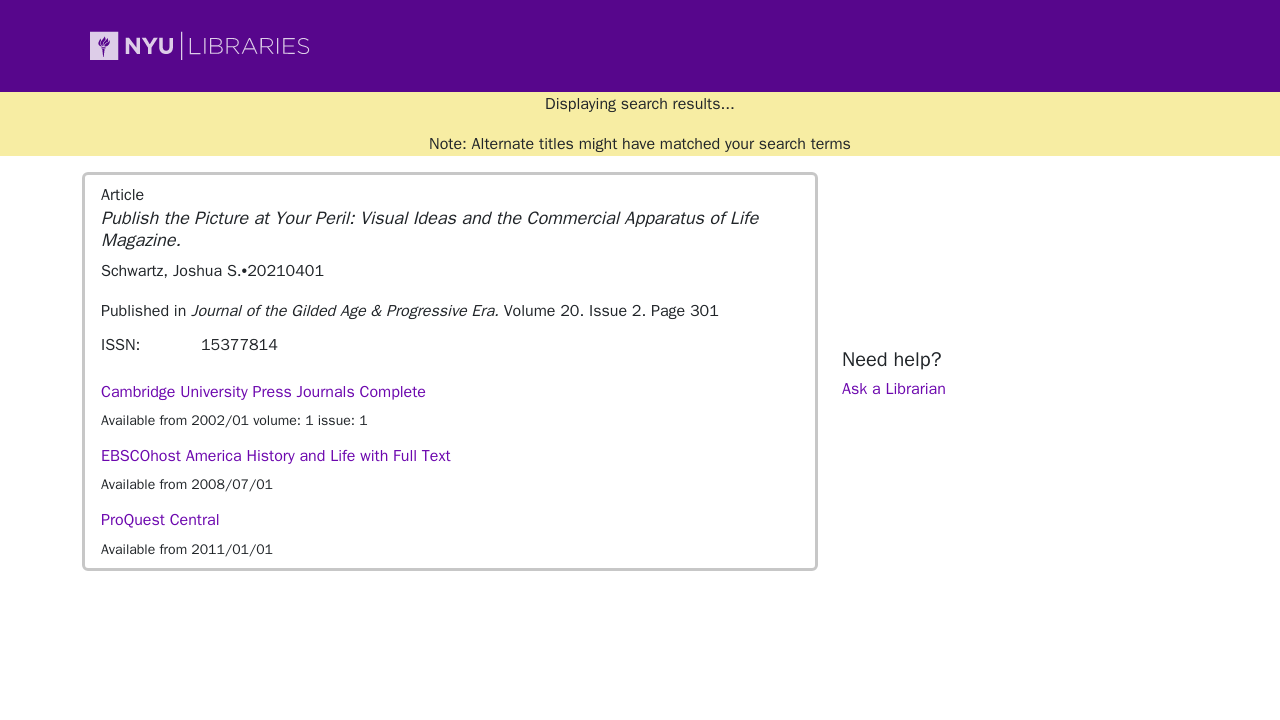 NYU LIBRARIES
Displaying search results...
Note: Alternate titles might have matched your search terms
Article
Publish the Picture at Your Peril: Visual Ideas and the Commercial Apparatus of Life
Magazine.
Schwartz, Joshua S.•20210401
Published in Journal of the Gilded Age & Progressive Era. Volume 20. Issue 2. Page 301
ISSN: 15377814
Cambridge University Press Journals Complete
Available from 2002/01 volume: 1 issue: 1
EBSCOhost America History and Life with Full Text
Available from 2008/07/01
ProQuest Central
Available from 2011/01/01
Need help?
Ask a Librarian